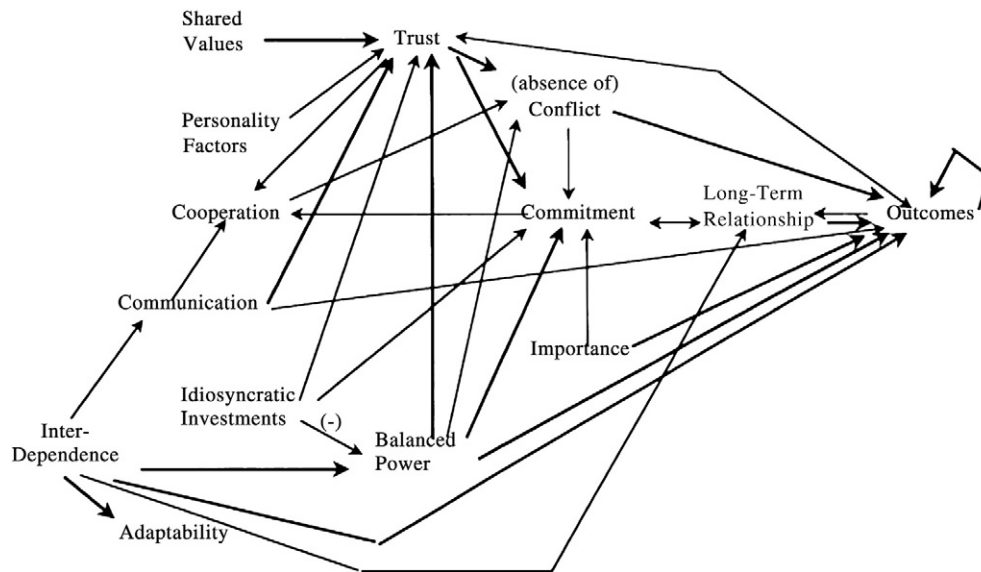 Shared
Values
Trust
(absence of)
Conflict
Personality
Factors
Cooperation
Commitment
Long-Term
Relationship
Outcomes
Communication
Importance
Idiosyncratic
Investments
(-)
Inter-
Dependence
Balanced
Power
Adaptability